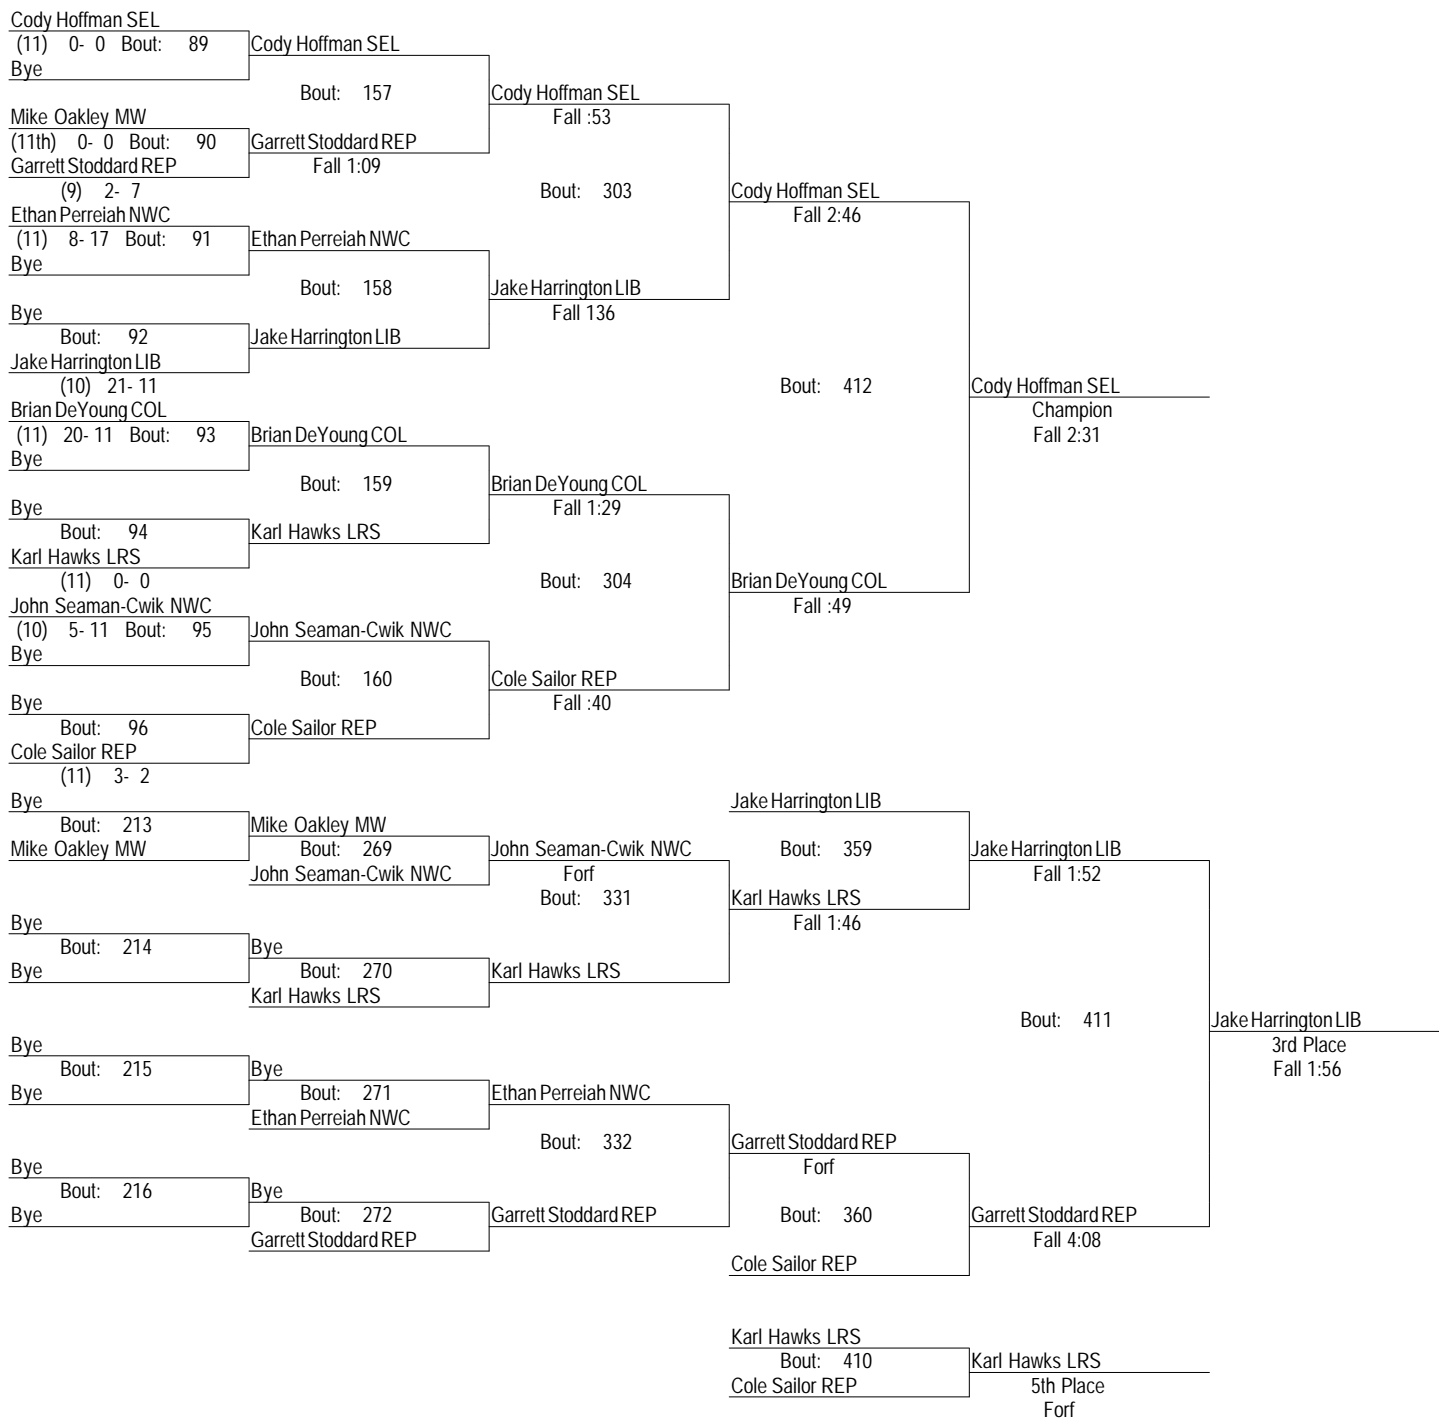 Cody Hoffman SEL
(11) 0- 0 Bout: 89 Cody Hoffman SEL
Bye
Bout: 157 Cody Hoffman SEL
Mike Oakley MW Fall :53
(11th) 0- 0 Bout: 90 Garrett Stoddard REP
Garrett Stoddard REP Fall 1:09
(9) 2- 7 Bout: 303 Cody Hoffman SEL
Ethan Perreiah NWC Fall 2:46
(11) 8- 17 Bout: 91 Ethan Perreiah NWC
Bye
Bout: 158 Jake Harrington LIB
Bye Fall 136
Bout: 92 Jake Harrington LIB
Jake Harrington LIB
(10) 21- 11 Bout: 412 Cody Hoffman SEL
Brian DeYoung COL Champion
(11) 20- 11 Bout: 93 Brian DeYoung COL Fall 2:31
Bye
Bout: 159 Brian DeYoung COL
Bye Fall 1:29
Bout: 94 Karl Hawks LRS
Karl Hawks LRS
(11) 0- 0 Bout: 304 Brian DeYoung COL
John Seaman-Cwik NWC Fall :49
(10) 5- 11 Bout: 95 John Seaman-Cwik NWC
Bye
Bout: 160 Cole Sailor REP
Bye Fall :40
Bout: 96 Cole Sailor REP
Cole Sailor REP
(11) 3- 2
Bye Jake Harrington LIB
Bout: 213 Mike Oakley MW
Mike Oakley MW Bout: 269 John Seaman-Cwik NWC Bout: 359 Jake Harrington LIB
John Seaman-Cwik NWC Forf Fall 1:52
Bout: 331 Karl Hawks LRS
Bye Fall 1:46
Bout: 214 Bye
Bye Bout: 270 Karl Hawks LRS
Karl Hawks LRS
Bout: 411 Jake Harrington LIB
Bye 3rd Place
Bout: 215 Bye Fall 1:56
Bye Bout: 271 Ethan Perreiah NWC
Ethan Perreiah NWC
Bout: 332 Garrett Stoddard REP
Bye Forf
Bout: 216 Bye
Bye Bout: 272 Garrett Stoddard REP Bout: 360 Garrett Stoddard REP
Garrett Stoddard REP Fall 4:08
Cole Sailor REP
Karl Hawks LRS
Bout: 410 Karl Hawks LRS
Cole Sailor REP 5th Place
Forf